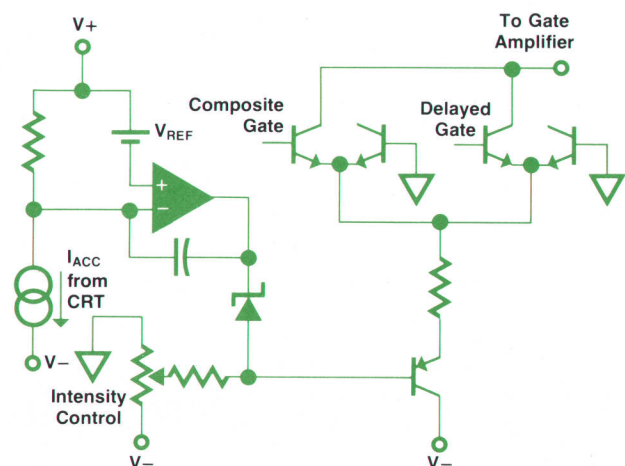 V+
To Gate
Amplifier
Composite
Gate
Delayed
Gate
VREF
+
−
IACC
from
CRT
V−
Intensity
Control
V−
V−